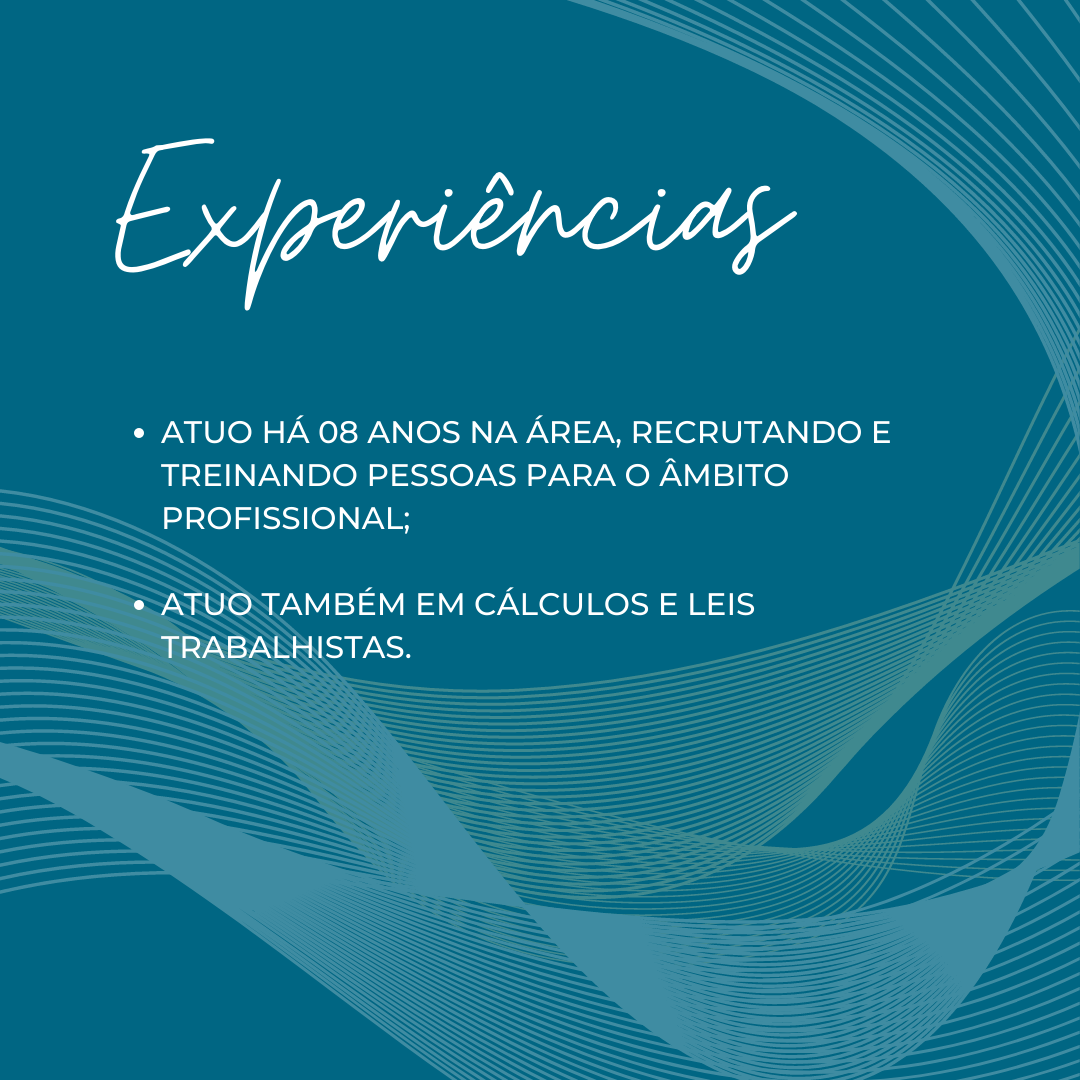 Experiências
• ATUO HÁ 08 ANOS NA ÁREA, RECRUTANDO E
TREINANDO PESSOAS PARA O ÂMBITO
PROFISSIONAL;
• ATUO TAMBÉM EM CÁLCULOS E LEIS
TRABALHISTAS.